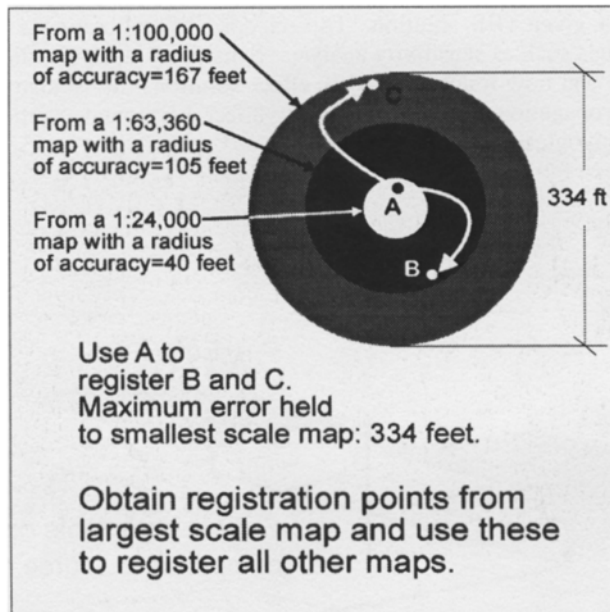 From a 1:100,000
map with a radius
of accuracy=167 feet
From a 1:63,360
map with a radius
of accuracy=105 feet
From a 1:24,000
map with a radius
of accuracy=40 feet
C
A
B
334 ft
Use A to
register B and C.
Maximum error held
to smallest scale map: 334 feet.
Obtain registration points from
largest scale map and use these
to register all other maps.